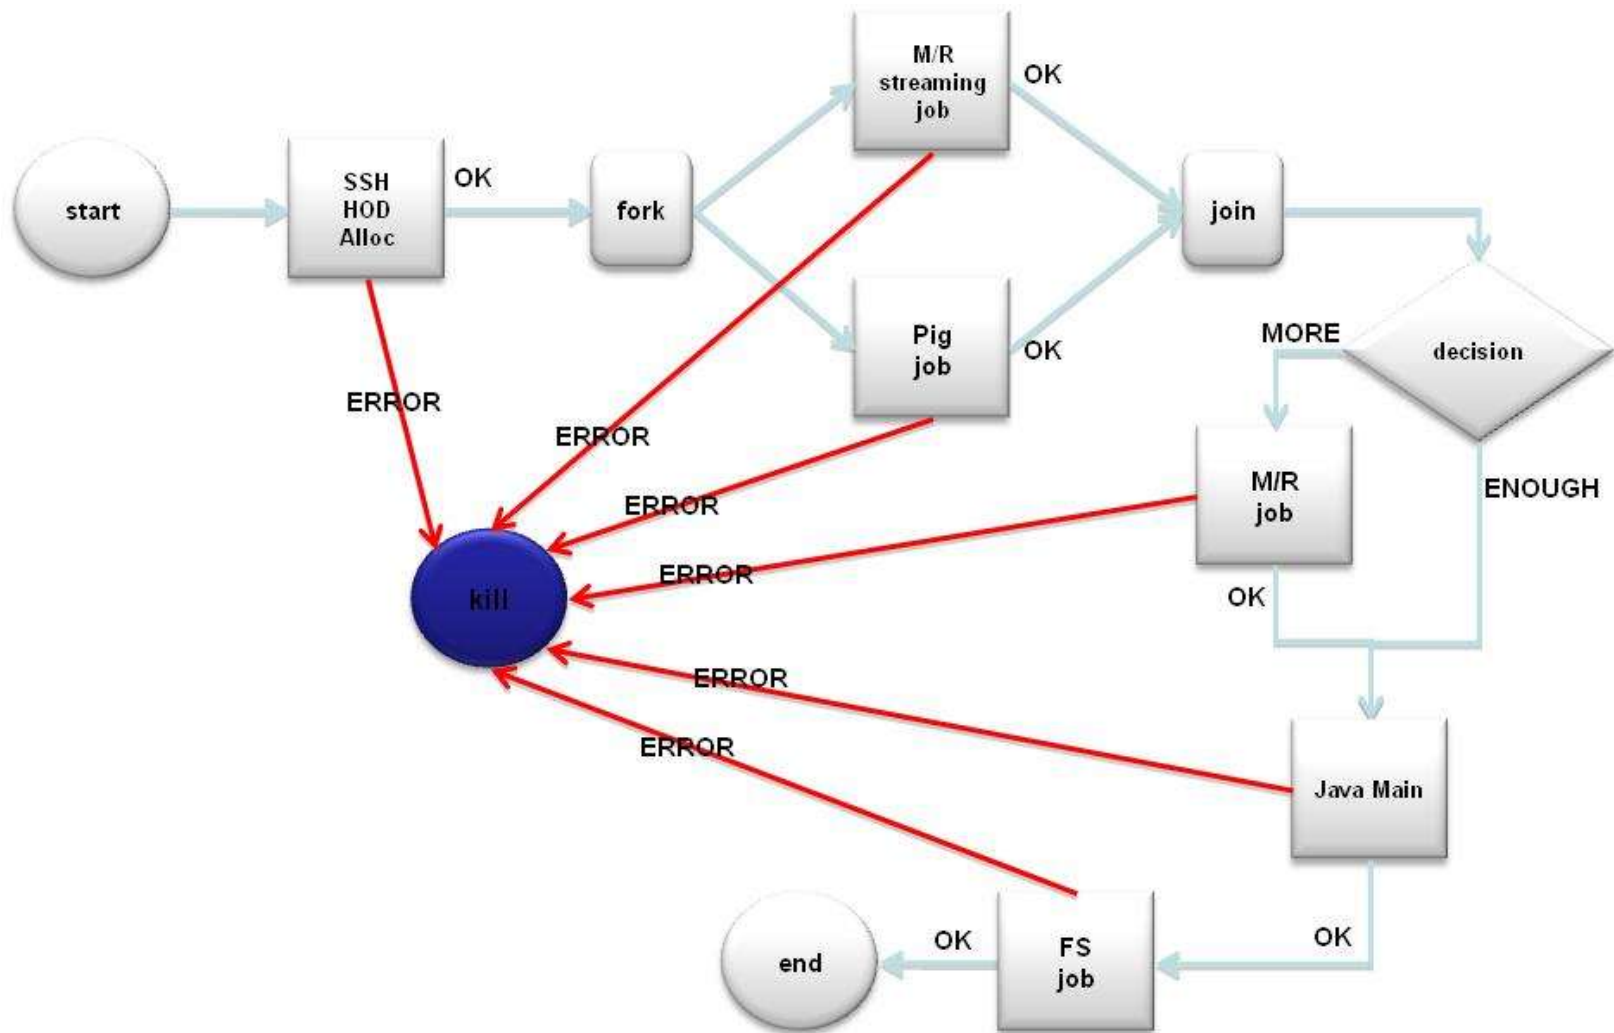 M/R
streaming
job
OK
start
SSH
HOD
Alloc
OK
fork
join
Pig
job
OK
MORE
decision
ERROR
ERROR
ERROR
M/R
job
ENOUGH
ERROR
kill
OK
ERROR
ERROR
Java Main
end
OK
FS
job
OK